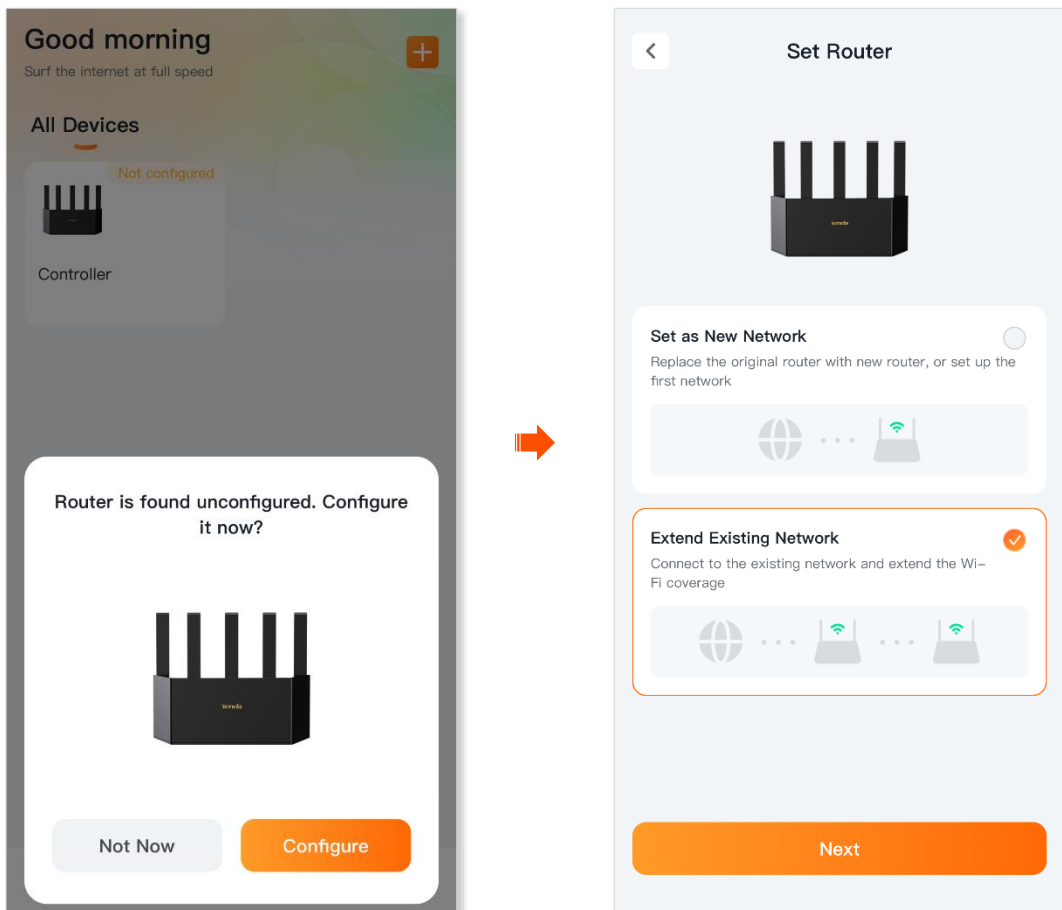 Good morning
Surf the internet at full speed
All Devices
Not configured
Controller
Router is found unconfigured. Configure
it now?
Tenda
Not Now
Configure
Set Router
Tenda
Set as New Network
Replace the original router with new router, or set up the
first network
Extend Existing Network
Connect to the existing network and extend the Wi-
Fi coverage
Next